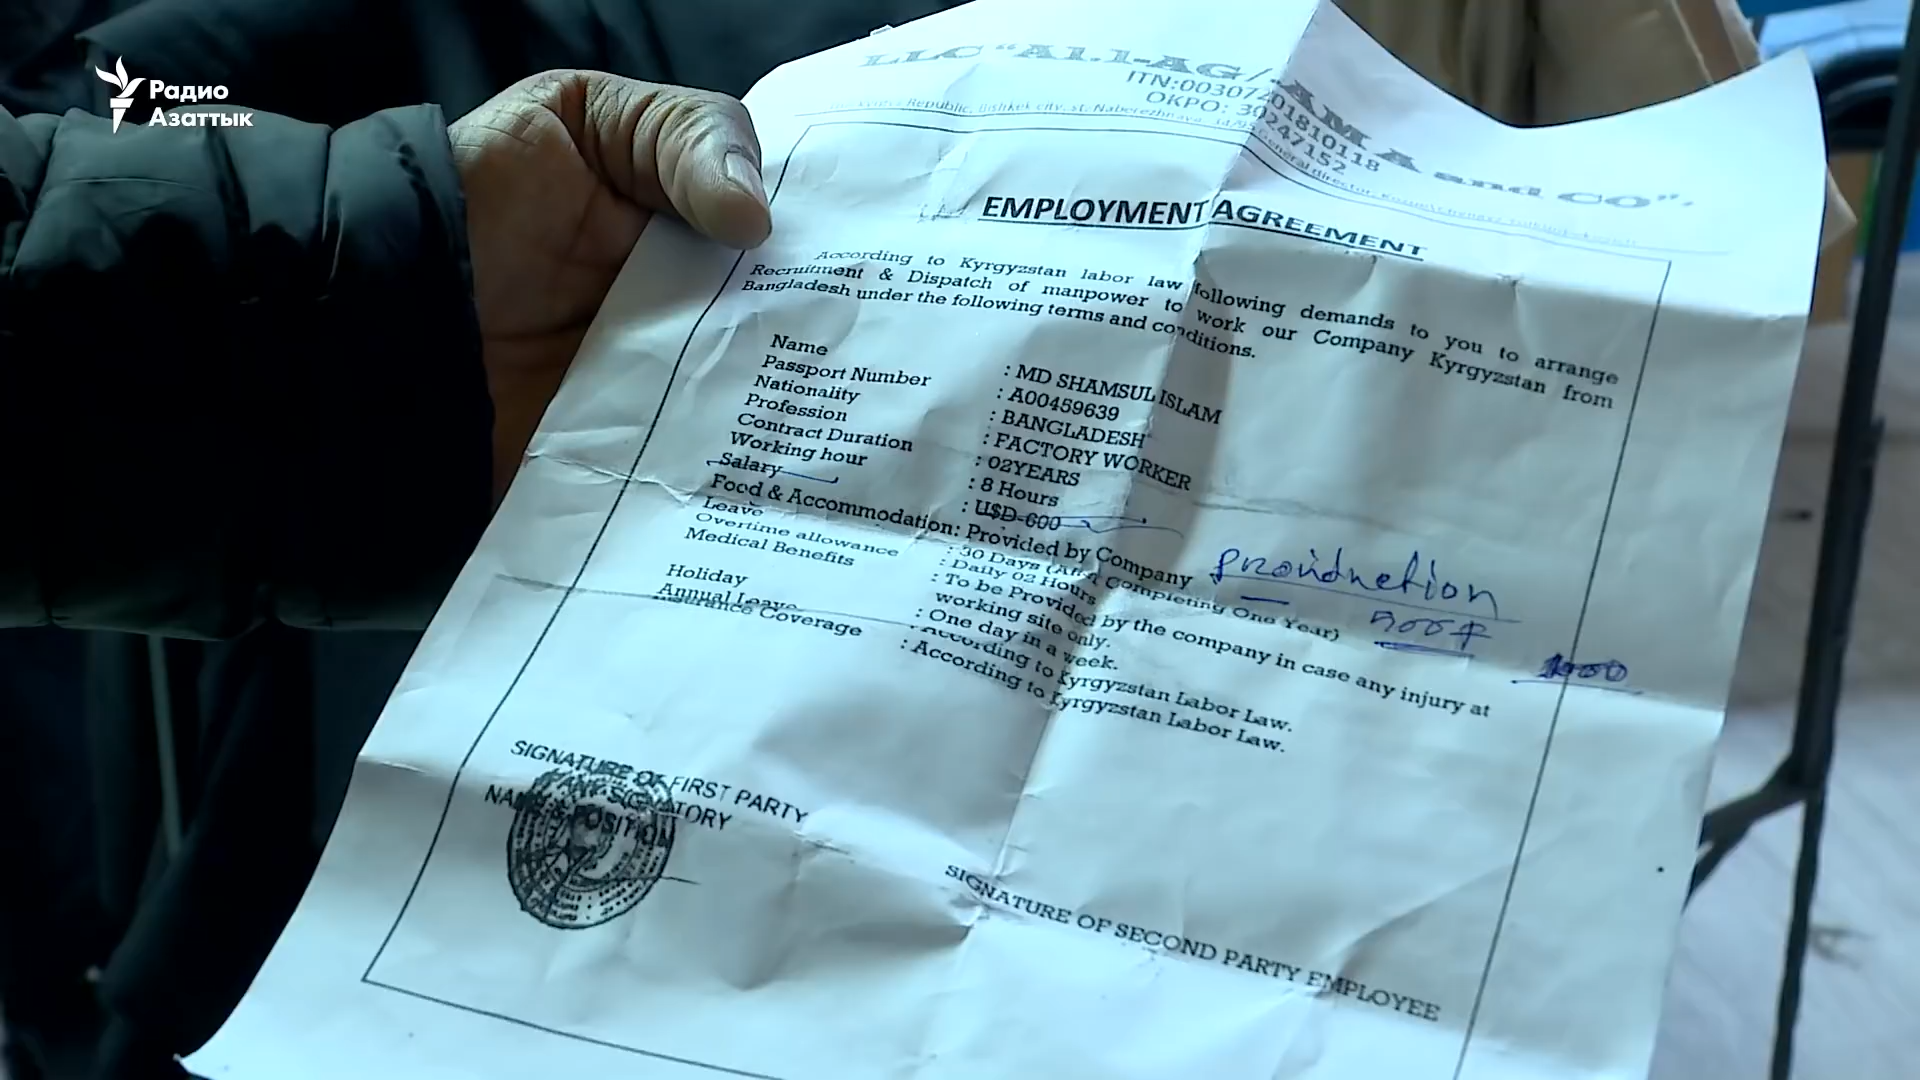 Радио
Азаттык
ITN:00307201810118
OKPO: 30247152
EMPLOYMENT AGREEMENT
According to Kyrgyzstan labor law following demands to you to arrange
Recruitment & Dispatch of manpower to work our Company Kyrgyzstan from
Bangladesh under the following terms and conditions.
Name : MD SHAMSUL ISLAM
Passport Number : A00459639
Nationality : BANGLADESH
Profession : FACTORY WORKER
Contract Duration : 02YEARS
Working hour : 8 Hours
Salary : U$D-600
Food & Accommodation: Provided by Company
Leave : 30 Days (After Completing One Year)
Overtime allowance : Daily 02 Hours
Medical Benefits : To be Provided by the company in case any injury at
working site only.
Holiday : One day in a week.
Annual Leave : According to Kyrgyzstan Labor Law.
Insurance Coverage : According to Kyrgyzstan Labor Law.
SIGNATURE OF FIRST PARTY
SIGNATORY
NAME & POSITION
SIGNATURE OF SECOND PARTY EMPLOYEE